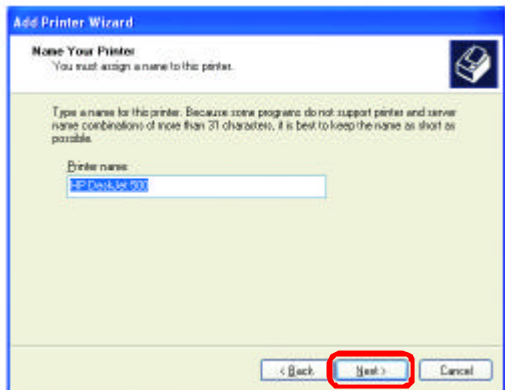 Add Printer Wizard
Name Your Printer
You must assign a name to this printer.
Type a name for this printer. Because some programs do not support printer and server
name combinations of more than 31 characters, it is best to keep the name as short as
possible.
Printer name:
HP DeskJet 500
< Back
Next >
Cancel